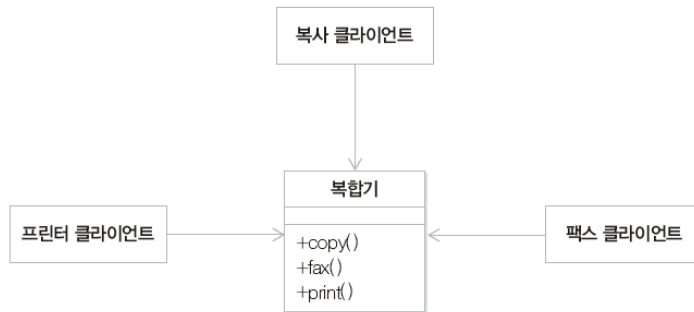 복사 클라이언트
복합기
프린터 클라이언트
팩스 클라이언트
+copy()
+fax()
+print()